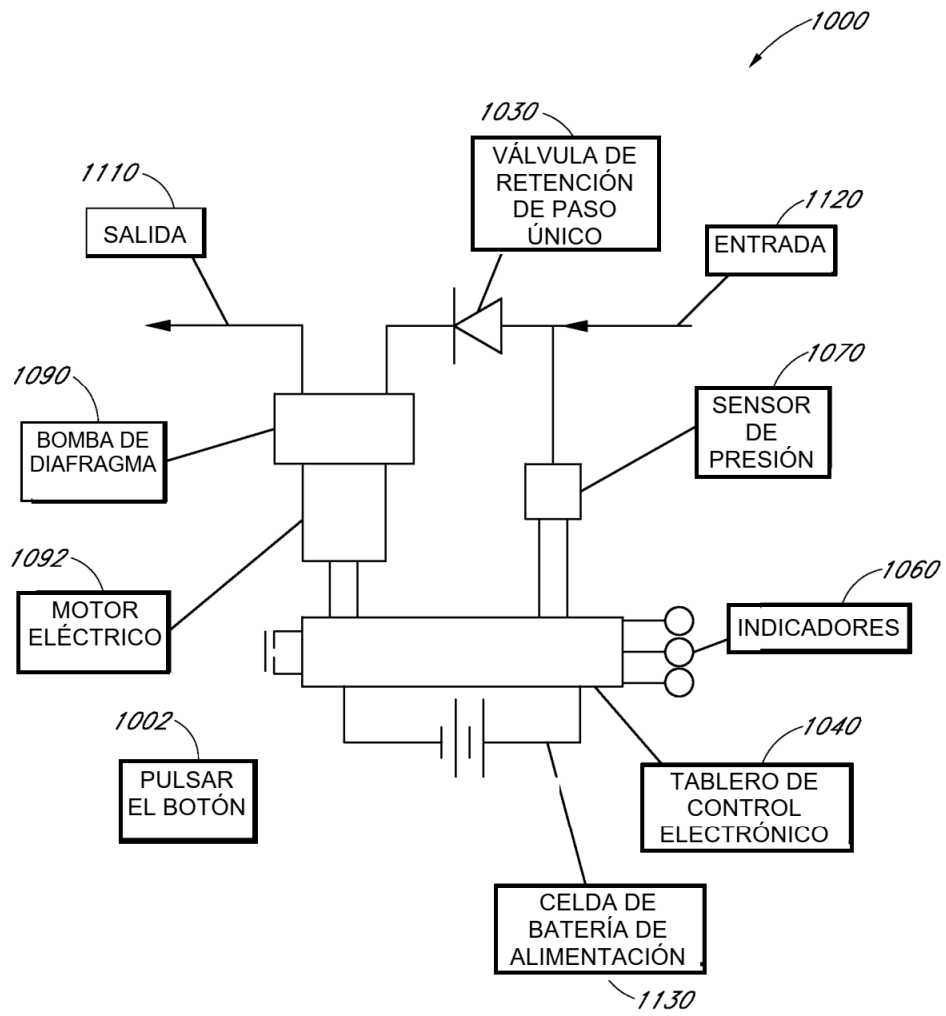 1000
1030
VÁLVULA DE
RETENCIÓN
DE PASO
ÚNICO
1110
SALIDA
1120
ENTRADA
1090
BOMBA DE
DIAFRAGMA
1070
SENSOR
DE
PRESIÓN
1092
MOTOR
ELÉCTRICO
1060
INDICADORES
1002
PULSAR
EL BOTÓN
1040
TABLERO DE
CONTROL
ELECTRÓNICO
CELDA DE
BATERÍA DE
ALIMENTACIÓN
1130